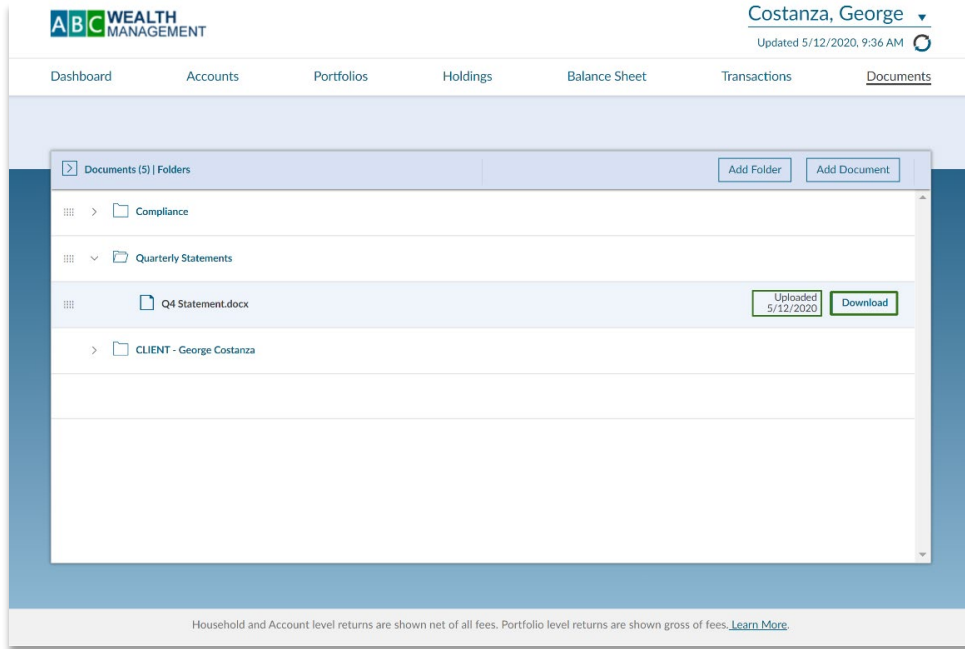 ABC WEALTH
MANAGEMENT
Costanza, George
Updated 5/12/2020, 9:36 AM
Dashboard Accounts Portfolios Holdings Balance Sheet Transactions Documents
Documents (5) | Folders Add Folder Add Document
Compliance
Quarterly Statements
Q4 Statement.docx Uploaded
5/12/2020 Download
CLIENT - George Costanza
Household and Account level returns are shown net of all fees. Portfolio level returns are shown gross of fees. Learn More.